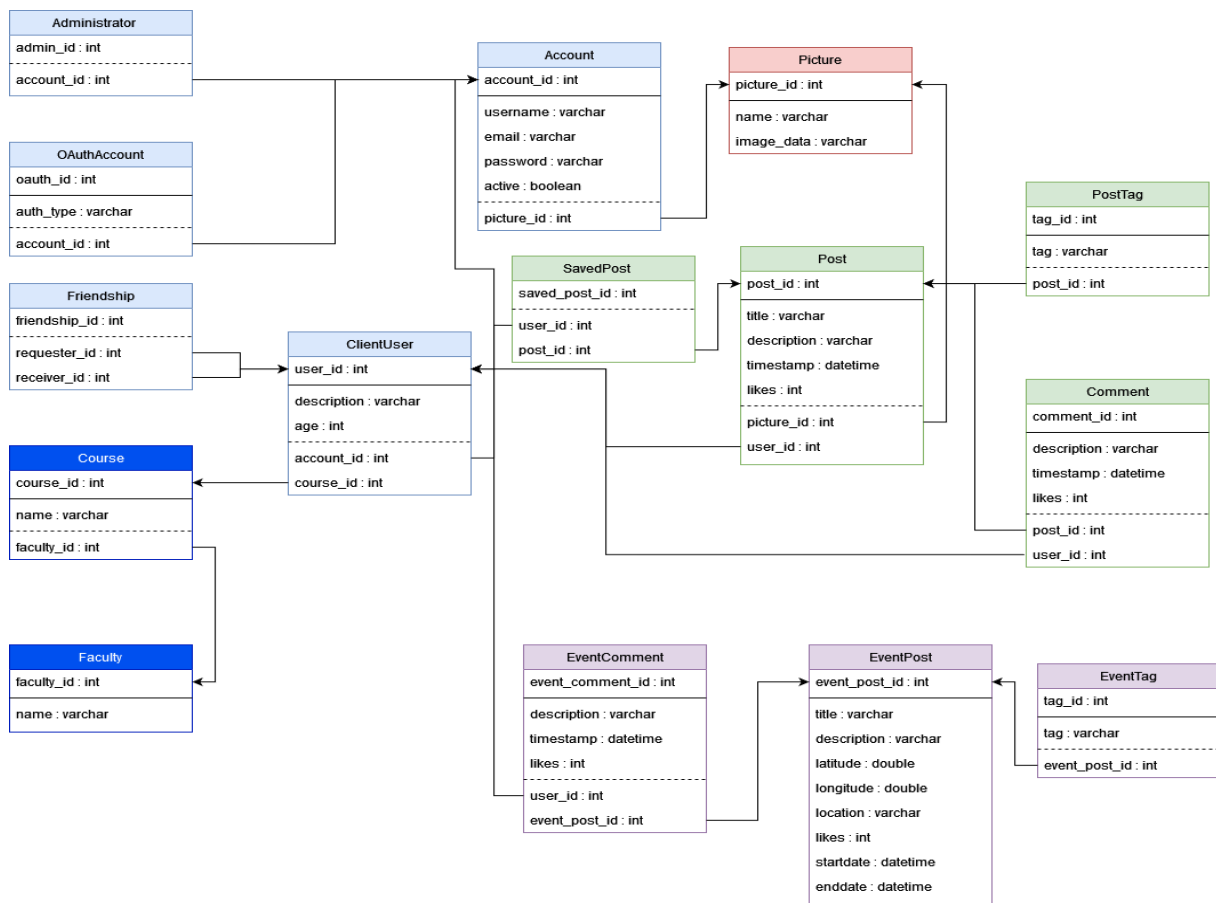 Administrator
admin_id : int
account_id : int
Account
account_id : int
username : varchar
email : varchar
password : varchar
active : boolean
picture_id : int
Picture
picture_id : int
name : varchar
image_data : varchar
OAuthAccount
oauth_id : int
auth_type : varchar
account_id : int
PostTag
tag_id : int
tag : varchar
post_id : int
SavedPost
saved_post_id : int
user_id : int
post_id : int
Post
post_id : int
title : varchar
description : varchar
timestamp : datetime
likes : int
picture_id : int
user_id : int
Friendship
friendship_id : int
requester_id : int
receiver_id : int
ClientUser
user_id : int
description : varchar
age : int
account_id : int
course_id : int
Comment
comment_id : int
description : varchar
timestamp : datetime
likes : int
post_id : int
user_id : int
Course
course_id : int
name : varchar
faculty_id : int
Faculty
faculty_id : int
name : varchar
EventComment
event_comment_id : int
description : varchar
timestamp : datetime
likes : int
user_id : int
event_post_id : int
EventPost
event_post_id : int
title : varchar
description : varchar
latitude : double
longitude : double
location : varchar
likes : int
startdate : datetime
enddate : datetime
EventTag
tag_id : int
tag : varchar
event_post_id : int